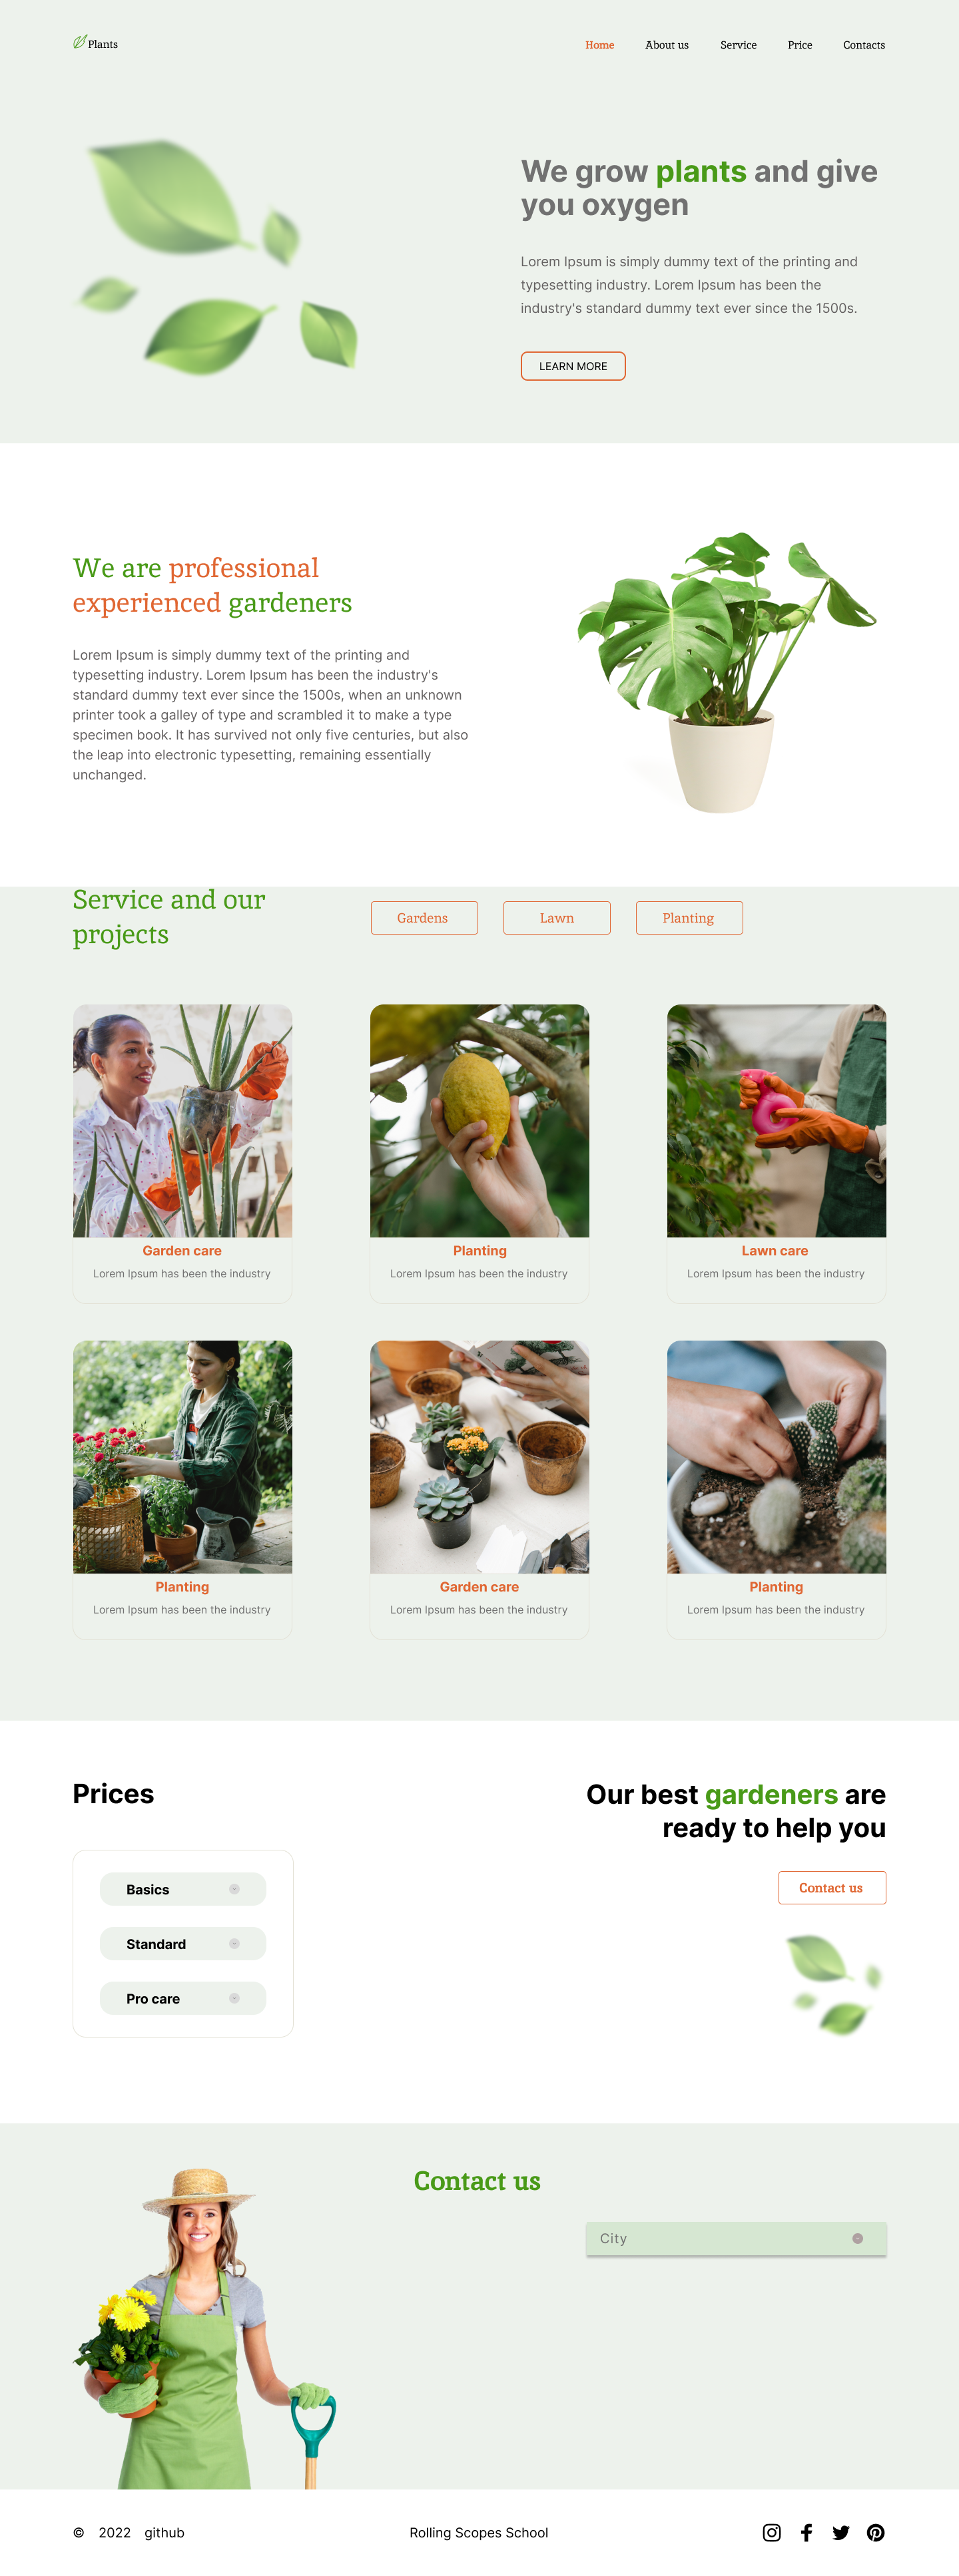 Plants
Home About us Service Price Contacts
We grow plants and give
you oxygen
Lorem Ipsum is simply dummy text of the printing and
typesetting industry. Lorem Ipsum has been the
industry's standard dummy text ever since the 1500s.
LEARN MORE
We are professional
experienced gardeners
Lorem Ipsum is simply dummy text of the printing and
typesetting industry. Lorem Ipsum has been the industry's
standard dummy text ever since the 1500s, when an unknown
printer took a galley of type and scrambled it to make a type
specimen book. It has survived not only five centuries, but also
the leap into electronic typesetting, remaining essentially
unchanged.
Service and our
projects
Gardens Lawn Planting
Garden care
Lorem Ipsum has been the industry
Planting
Lorem Ipsum has been the industry
Lawn care
Lorem Ipsum has been the industry
Planting
Lorem Ipsum has been the industry
Garden care
Lorem Ipsum has been the industry
Planting
Lorem Ipsum has been the industry
Prices
Basics
Standard
Pro care
Our best gardeners are
ready to help you
Contact us
Contact us
City
© 2022 github
Rolling Scopes School